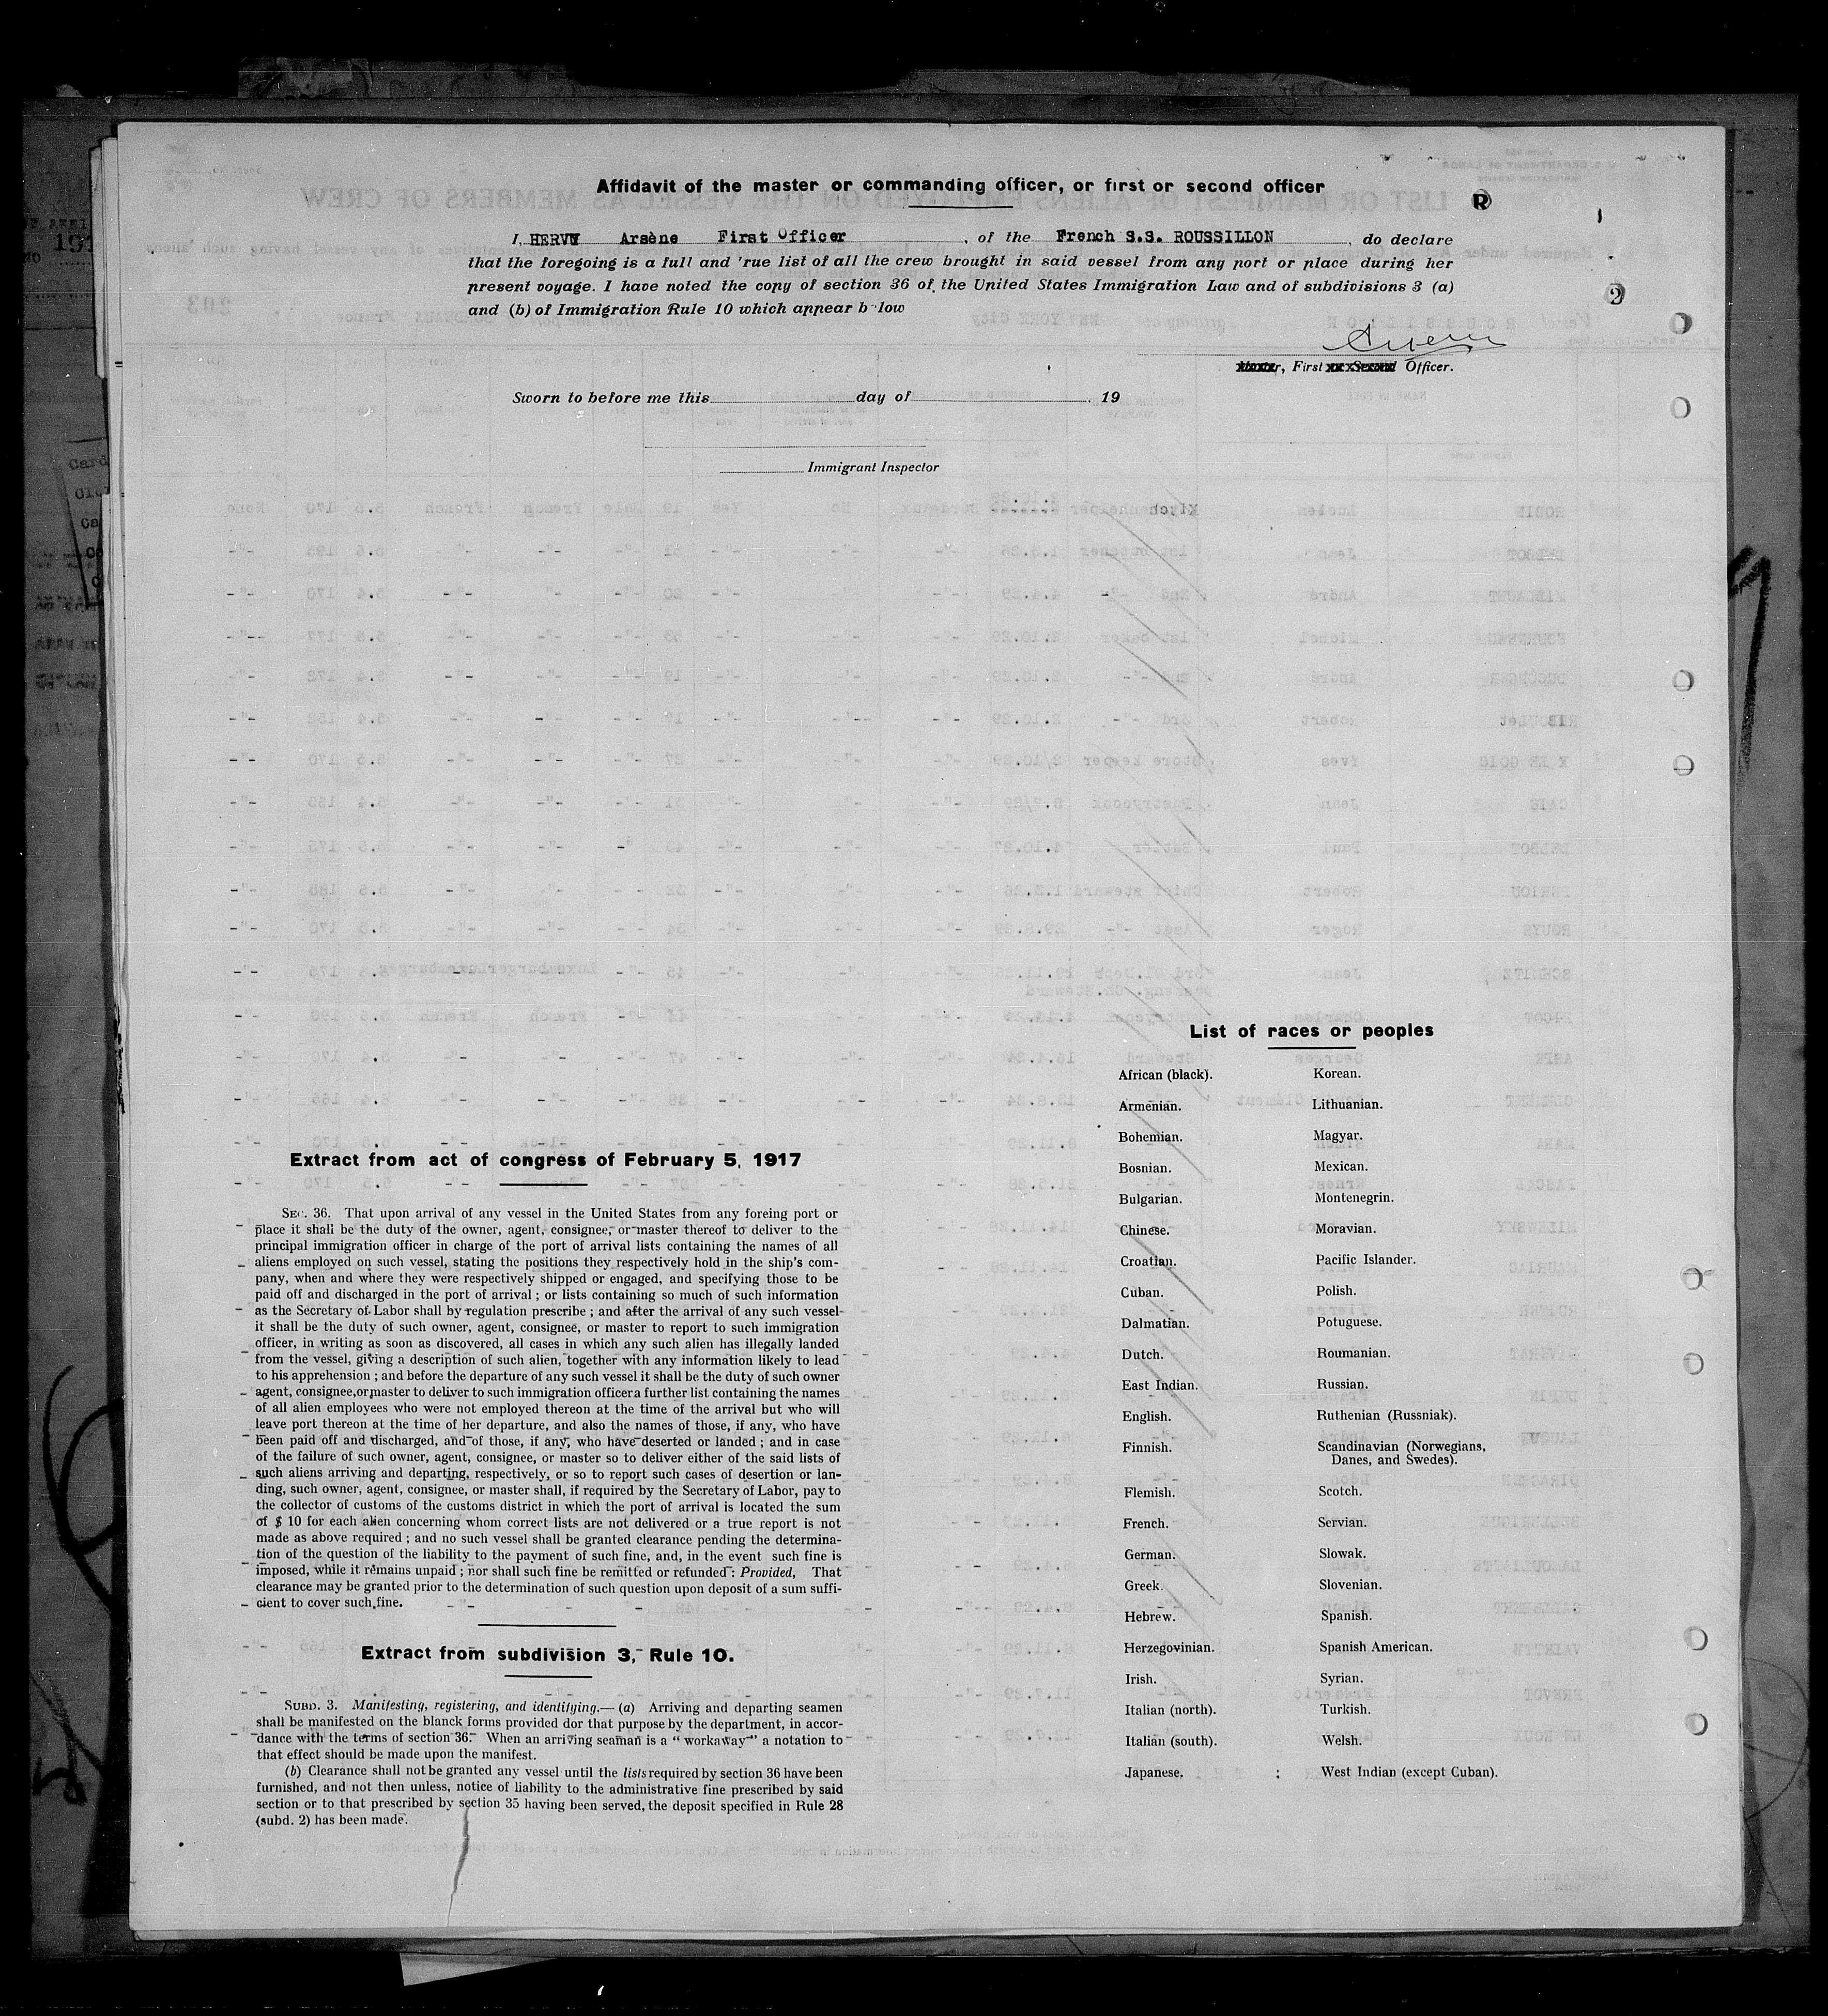 Affidavit of the master or commanding officer, or first or second officer
R
I, HERVY Arsène First Officer, of the French S.S. ROUSSILLON, do declare
that the foregoing is a full and 'rue list of all the crew brought in said vessel from any port or place during her
present voyage. I have noted the copy of section 36 of the United States Immigration Law and of subdivisions 3 (a)
and (b) of Immigration Rule 10 which appear b low
2
First Officer.
Sworn to before me this day of 19
Immigrant Inspector
List of races or peoples
African (black). Korean.
Armenian. Lithuanian.
Bohemian. Magyar.
Bosnian. Mexican.
Bulgarian. Montenegrin.
Chinese. Moravian.
Croatian. Pacific Islander.
Cuban. Polish.
Dalmatian. Potuguese.
Dutch. Roumanian.
East Indian. Russian.
English. Ruthenian (Russniak).
Finnish. Scandinavian (Norwegians,
Danes, and Swedes).
Flemish. Scotch.
French. Servian.
German. Slowak.
Greek. Slovenian.
Hebrew. Spanish.
Herzegovinian. Spanish American.
Irish. Syrian.
Italian (north). Turkish.
Italian (south). Welsh.
Japanese. : West Indian (except Cuban).
Extract from act of congress of February 5, 1917
SEC. 36. That upon arrival of any vessel in the United States from any foreing port or
place it shall be the duty of the owner, agent, consignee, or master thereof to deliver to the
principal immigration officer in charge of the port of arrival lists containing the names of all
aliens employed on such vessel, stating the positions they respectively hold in the ship's com-
pany, when and where they were respectively shipped or engaged, and specifying those to be
paid off and discharged in the port of arrival ; or lists containing so much of such information
as the Secretary of Labor shall by regulation prescribe ; and after the arrival of any such vessel
it shall be the duty of such owner, agent, consignee, or master to report to such immigration
officer, in writing as soon as discovered, all cases in which any such alien has illegally landed
from the vessel, giving a description of such alien, together with any information likely to lead
to his apprehension ; and before the departure of any such vessel it shall be the duty of such owner
agent, consignee, or master to deliver to such immigration officer a further list containing the names
of all alien employees who were not employed thereon at the time of the arrival but who will
leave port thereon at the time of her departure, and also the names of those, if any, who have
been paid off and discharged, and of those, if any, who have deserted or landed ; and in case
of the failure of such owner, agent, consignee, or master so to deliver either of the said lists of
such aliens arriving and departing, respectively, or so to report such cases of desertion or lan-
ding, such owner, agent, consignee, or master shall, if required by the Secretary of Labor, pay to
the collector of customs of the customs district in which the port of arrival is located the sum
of $ 10 for each alien concerning whom correct lists are not delivered or a true report is not
made as above required ; and no such vessel shall be granted clearance pending the determina-
tion of the question of the liability to the payment of such fine, and, in the event such fine is
imposed, while it remains unpaid ; nor shall such fine be remitted or refunded : Provided, That
clearance may be granted prior to the determination of such question upon deposit of a sum suffi-
cient to cover such fine.
Extract from subdivision 3, Rule 10.
SUBD. 3. Manifesting, registering, and identifying.— (a) Arriving and departing seamen
shall be manifested on the blanck forms provided dor that purpose by the department, in accor-
dance with the terms of section 36. When an arriving seaman is a “ workaway ” a notation to
that effect should be made upon the manifest.
(b) Clearance shall not be granted any vessel until the lists required by section 36 have been
furnished, and not then unless, notice of liability to the administrative fine prescribed by said
section or to that prescribed by section 35 having been served, the deposit specified in Rule 28
(subd. 2) has been made.